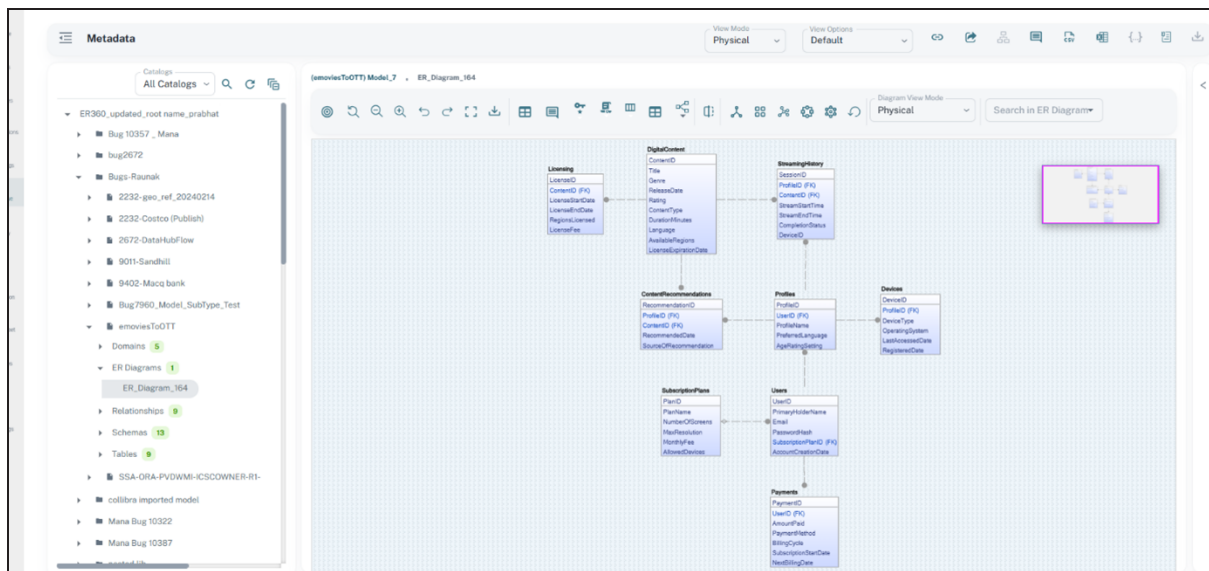 Metadata
View Mode
Physical
View Options
Default
CSV
Catalogs
All Catalogs
ER360_updated_root name_prabhat
Bug 10357 _ Mana
bug2672
Bugs-Raunak
2232-geo_ref_20240214
2232-Costco (Publish)
2672-DataHubFlow
9011-Sandhill
9402-Macq bank
Bug7960_Model_SubType_Test
emoviesToOTT
Domains 5
ER Diagrams 1
ER_Diagram_164
Relationships 9
Schemas 13
Tables 9
SSA-ORA-PVDWMI-ICSCOWNER-R1-
collibra imported model
Mana Bug 10322
Mana Bug 10387
(emoviesToOTT) Model_7 , ER_Diagram_164
Diagram View Mode
Physical
Search in ER Diagram
Licensing
LicenseID
ContentID (FK)
LicenseStartDate
LicenseEndDate
RegionsLicensed
LicenseFee
DigitalContent
ContentID
Title
Genre
ReleaseDate
Rating
ContentType
DurationMinutes
Language
AvailableRegions
LicenseExpirationDate
StreamingHistory
SessionID
ProfileID (FK)
ContentID (FK)
StreamStartTime
StreamEndTime
CompletionStatus
DeviceID
ContentRecommendations
RecommendationID
ProfileID (FK)
ContentID (FK)
RecommendedDate
SourceOfRecommendation
Profiles
ProfileID
UserID (FK)
ProfileName
PreferredLanguage
AgeRatingSetting
Devices
DeviceID
ProfileID (FK)
DeviceType
OperatingSystem
LastAccessedDate
RegisteredDate
SubscriptionPlans
PlanID
PlanName
NumberOfScreens
MaxResolution
MonthlyFee
AllowedDevices
Users
UserID
PrimaryHolderName
Email
PasswordHash
SubscriptionPlanID (FK)
AccountCreationDate
Payments
PaymentID
UserID (FK)
AmountPaid
PaymentMethod
BillingCycle
SubscriptionStartDate
NextBillingDate